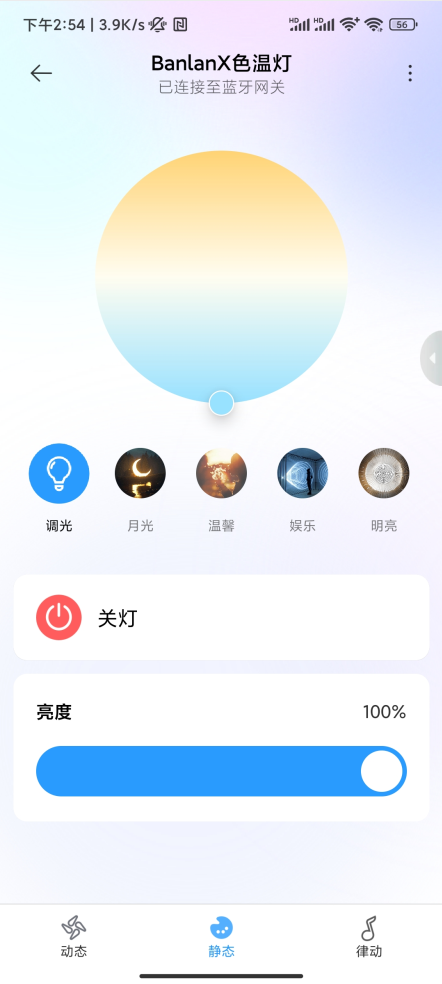 下午2:54 | 3.9K/s
HD HD 56
BanlanX色温灯
已连接至蓝牙网关
调光 月光 温馨 娱乐 明亮
关灯
亮度 100%
动态 静态 律动